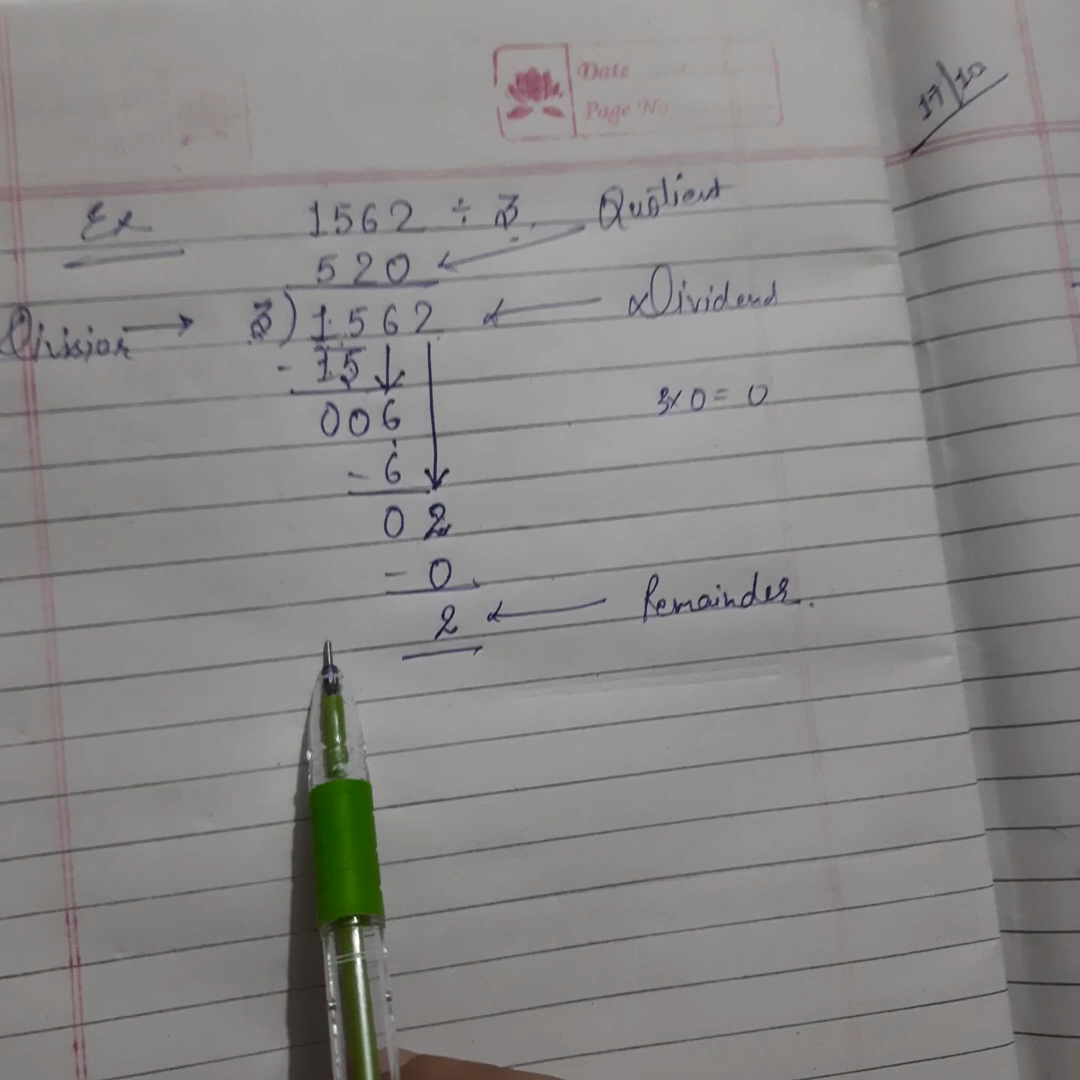 Date
Page No
17/10
Ex 1562 ÷ 3. Quotient
520
Division → 3)1562 ← Dividend
- 15
006 3×0 = 0
- 6
02
- 0
2 ← Remainder.